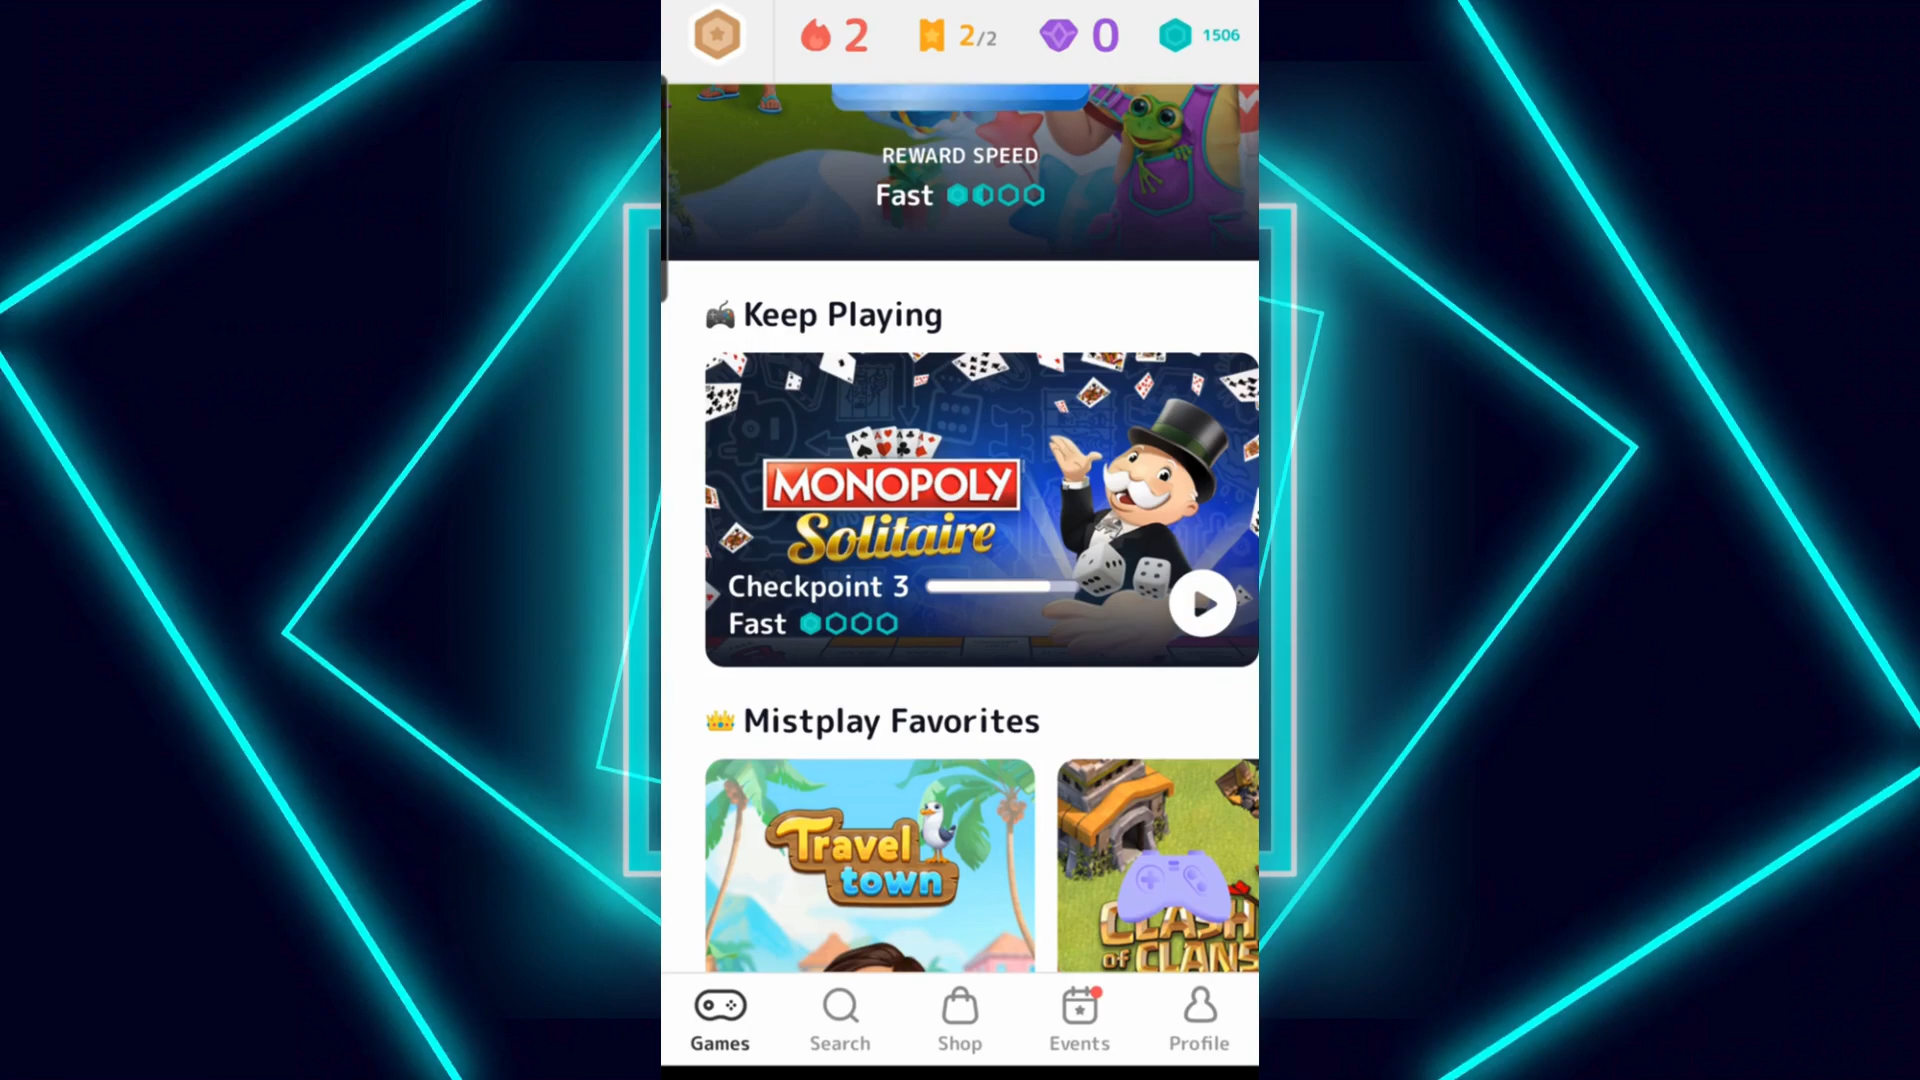 2 2/2 0 1506
REWARD SPEED
Fast
Keep Playing
MONOPOLY
Solitaire
Checkpoint 3
Fast
Mistplay Favorites
Travel
town
CLASH
OF CLANS
Games Search Shop Events Profile